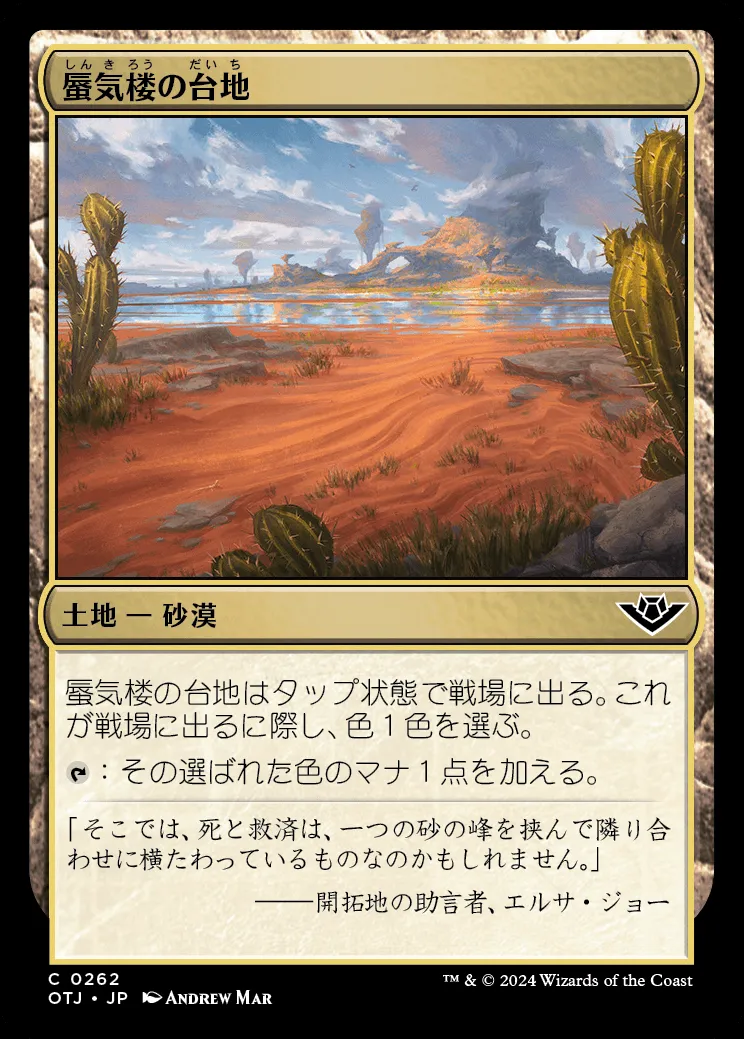 しんきろう だいち
蜃気楼の台地
土地 — 砂漠
蜃気楼の台地はタップ状態で戦場に出る。これ
が戦場に出るに際し、色１色を選ぶ。
：その選ばれた色のマナ１点を加える。
「そこでは、死と救済は、一つの砂の峰を挟んで隣り合
わせに横たわっているものなのかもしれません。」
――開拓地の助言者、エルサ・ジョー
C 0262
OTJ • JP Andrew Mar
™ & © 2024 Wizards of the Coast